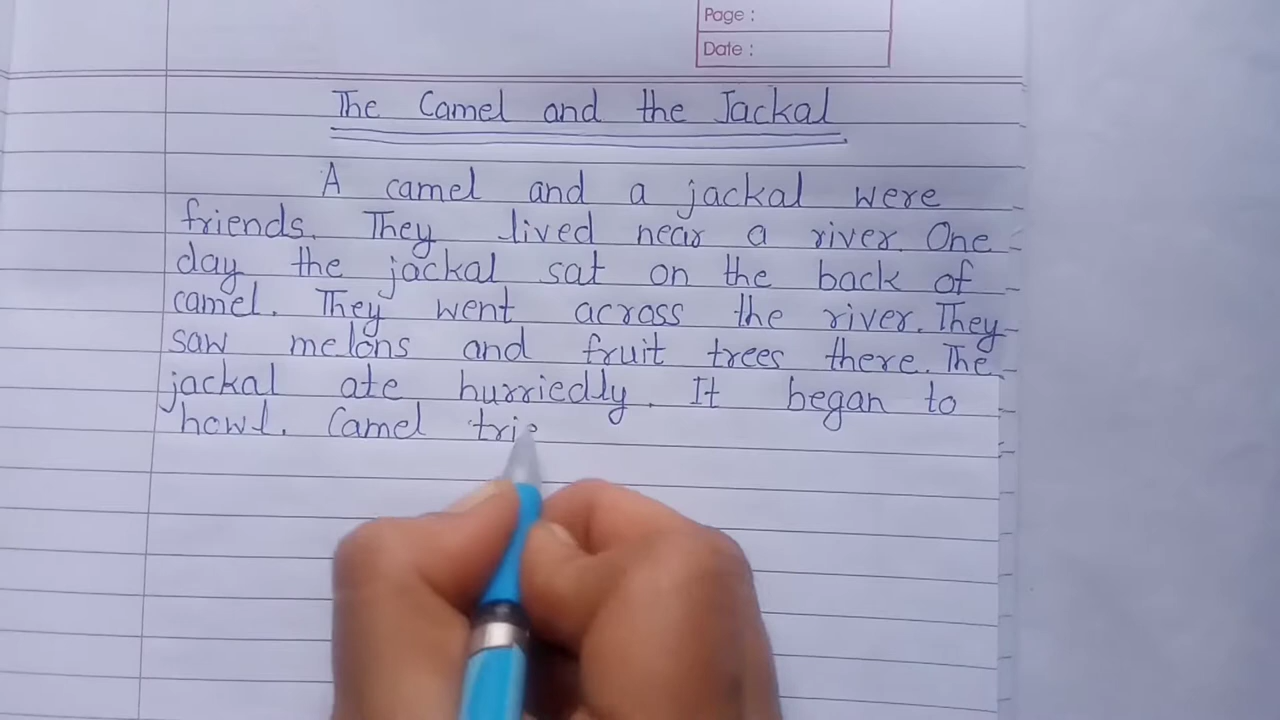 Page :
Date :
The Camel and the Jackal
A camel and a jackal were
friends. They lived near a river. One
day the jackal sat on the back of
camel. They went across the river. They
saw melons and fruit trees there. The
jackal ate hurriedly. It began to
howl. Camel trie